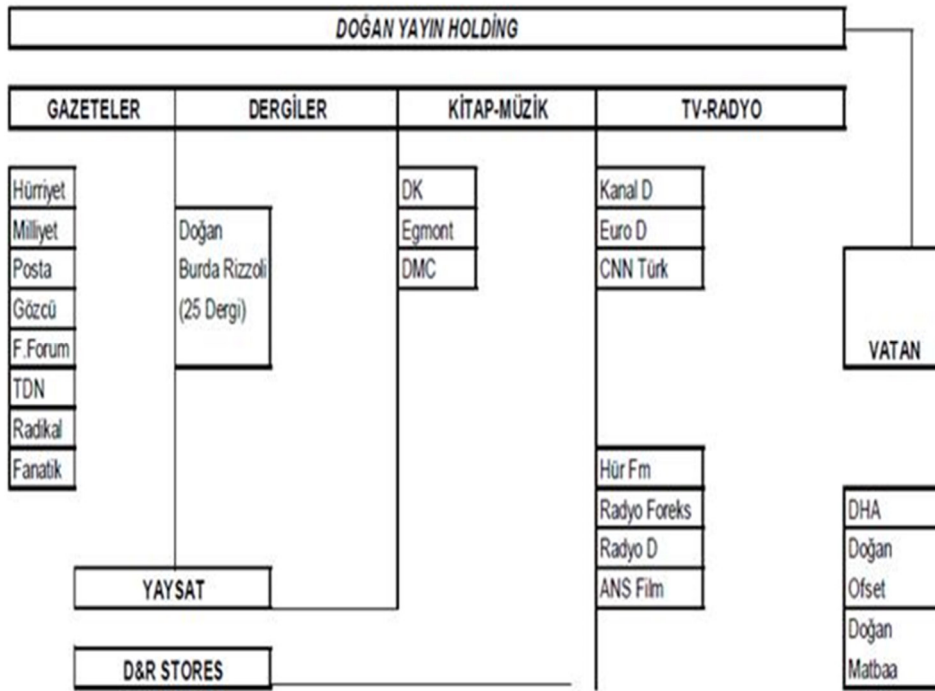 DOĞAN YAYIN HOLDİNG
GAZETELER
DERGİLER
KİTAP-MÜZİK
TV-RADYO
Hürriyet
Milliyet
Posta
Gözcü
F.Forum
TDN
Radikal
Fanatik
Doğan
Burda Rizzoli
(25 Dergi)
DK
Egmont
DMC
Kanal D
Euro D
CNN Türk
Hür Fm
Radyo Foreks
Radyo D
ANS Film
VATAN
DHA
Doğan
Ofset
Doğan
Matbaa
YAYSAT
D&R STORES